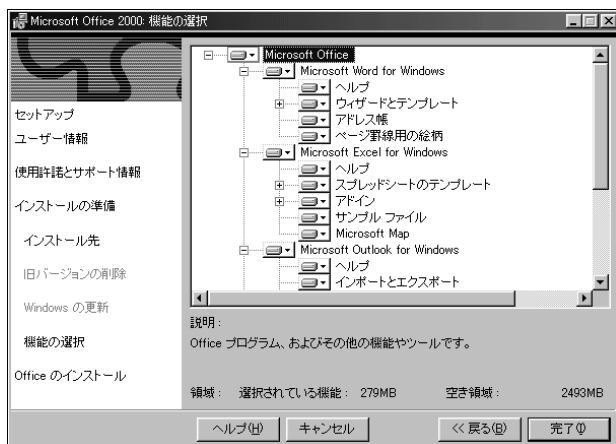 Microsoft Office 2000: 機能の選択
セットアップ
ユーザー情報
使用許諾とサポート情報
インストールの準備
インストール先
旧バージョンの削除
Windows の更新
機能の選択
Office のインストール
Microsoft Office
Microsoft Word for Windows
ヘルプ
ウィザードとテンプレート
アドレス帳
ページ罫線用の絵柄
Microsoft Excel for Windows
ヘルプ
スプレッドシートのテンプレート
アドイン
サンプル ファイル
Microsoft Map
Microsoft Outlook for Windows
ヘルプ
インポートとエクスポート
説明:
Office プログラム、およびその他の機能やツールです。
領域: 選択されている機能: 279MB 空き領域: 2493MB
ヘルプ(H) キャンセル << 戻る(B) 完了(I)